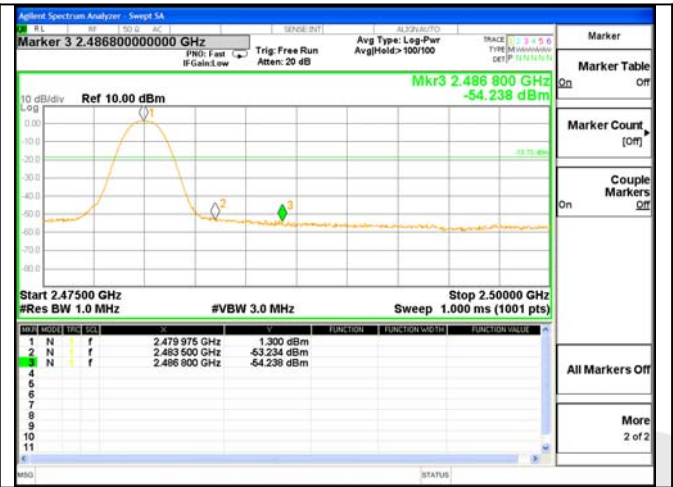 Agilent Spectrum Analyzer - Swept SA
RL RF 50 Ω AC SENSE:INT ALIGNAUTO
Marker 3 2.486800000000 GHz
PNO: Fast Trig: Free Run Avg Type: Log-Pwr TRACE 1 2 3 4 5 6
IFGain:Low Atten: 20 dB Avg|Hold:>100/100 TYPE M
DET P N N N N N
Mkr3 2.486 800 GHz
10 dB/div Ref 10.00 dBm -54.238 dBm
Log
1
0.00
-10.0
-20.0
-30.0
-40.0
-50.0
2 3
-60.0
-70.0
-80.0
Start 2.47500 GHz Stop 2.50000 GHz
#Res BW 1.0 MHz #VBW 3.0 MHz Sweep 1.000 ms (1001 pts)
MKR MODE TRC SCL X Y FUNCTION FUNCTION WIDTH FUNCTION VALUE
1 N 1 f 2.479 975 GHz 1.300 dBm
2 N 1 f 2.483 500 GHz -53.234 dBm
3 N 1 f 2.486 800 GHz -54.238 dBm
4
5
6
7
8
9
10
11
MSG STATUS
Marker
Marker Table
On Off
Marker Count
[Off]
Couple
Markers
On Off
All Markers Off
More
2 of 2